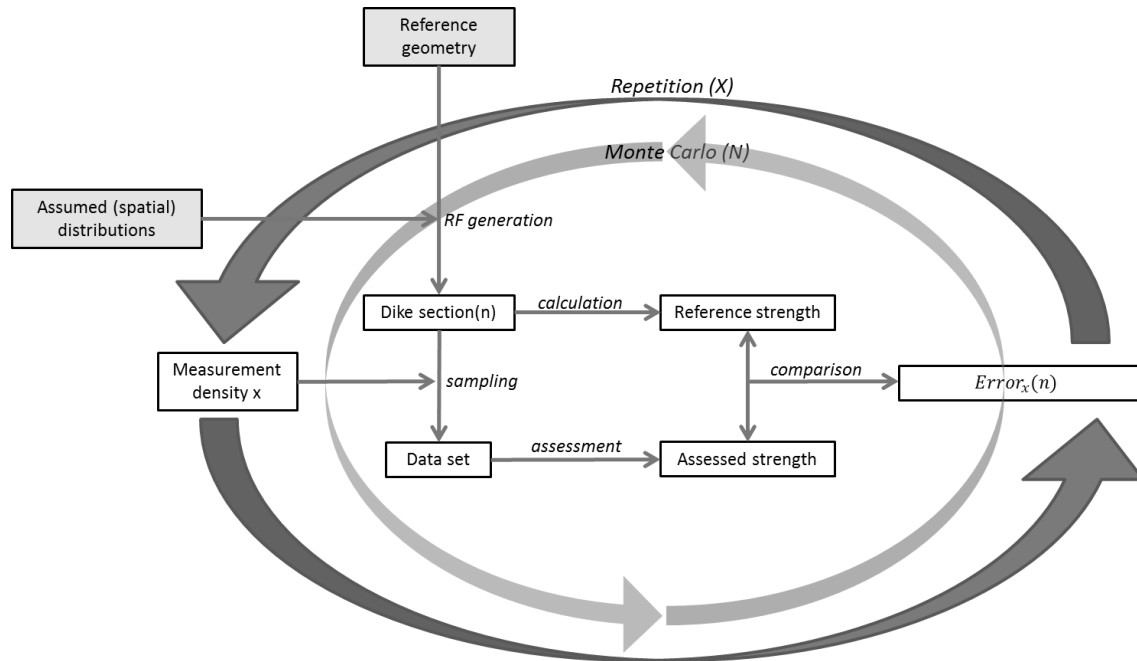 Reference
geometry
Repetition (X)
Monte Carlo (N)
Assumed (spatial)
distributions
RF generation
Dike section(n)
calculation
Reference strength
Measurement
density x
sampling
comparison
Errorₓ(n)
Data set
assessment
Assessed strength